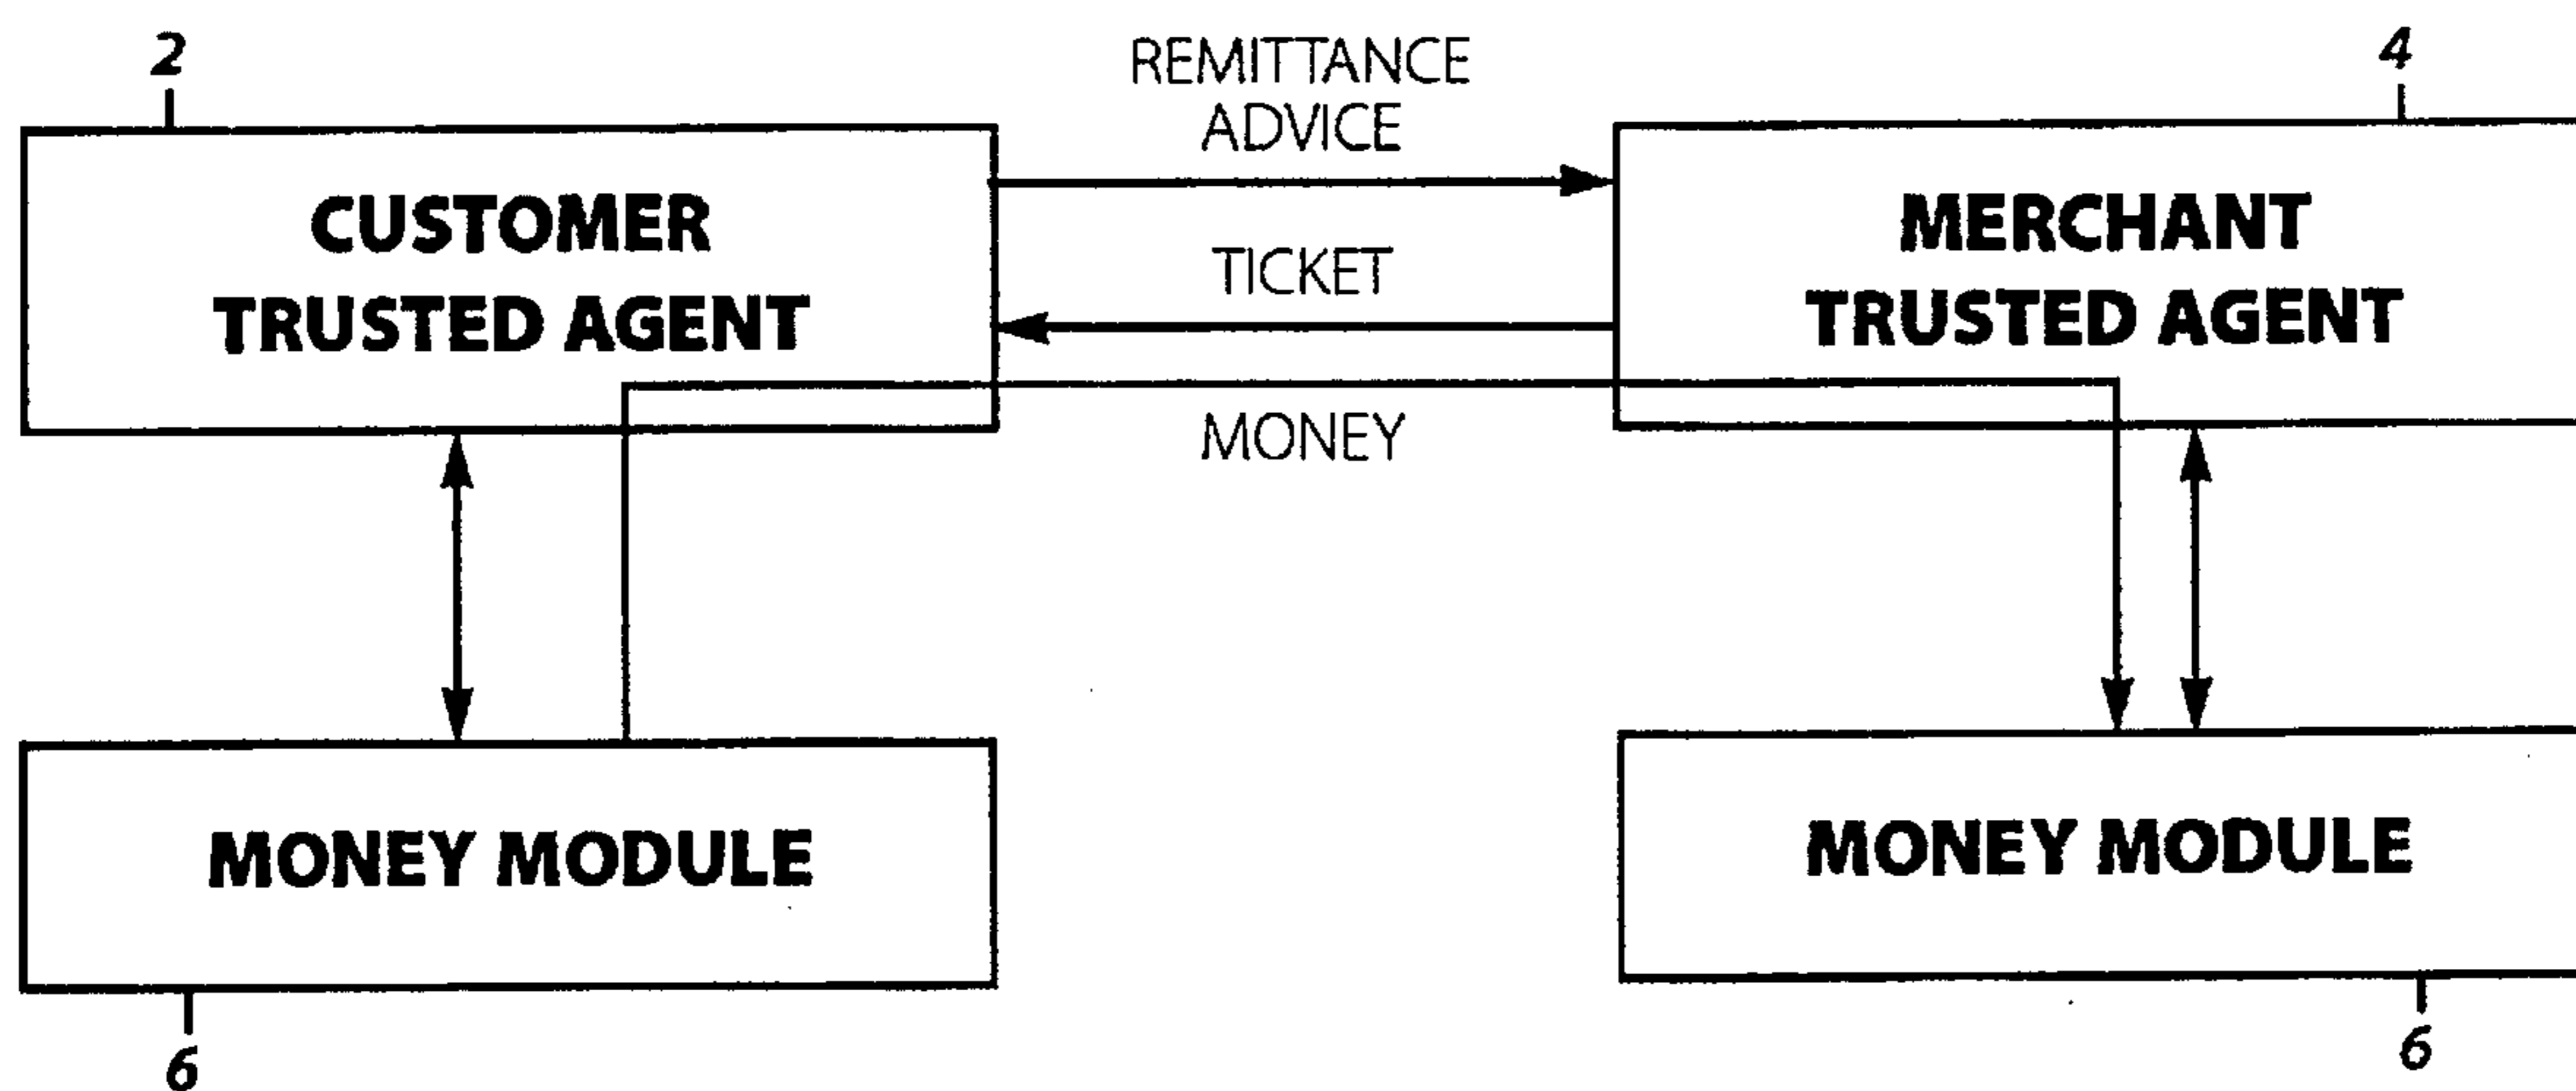 2
4
REMITTANCE
ADVICE
CUSTOMER
TRUSTED AGENT
TICKET
MERCHANT
TRUSTED AGENT
MONEY
MONEY MODULE
MONEY MODULE
6
6